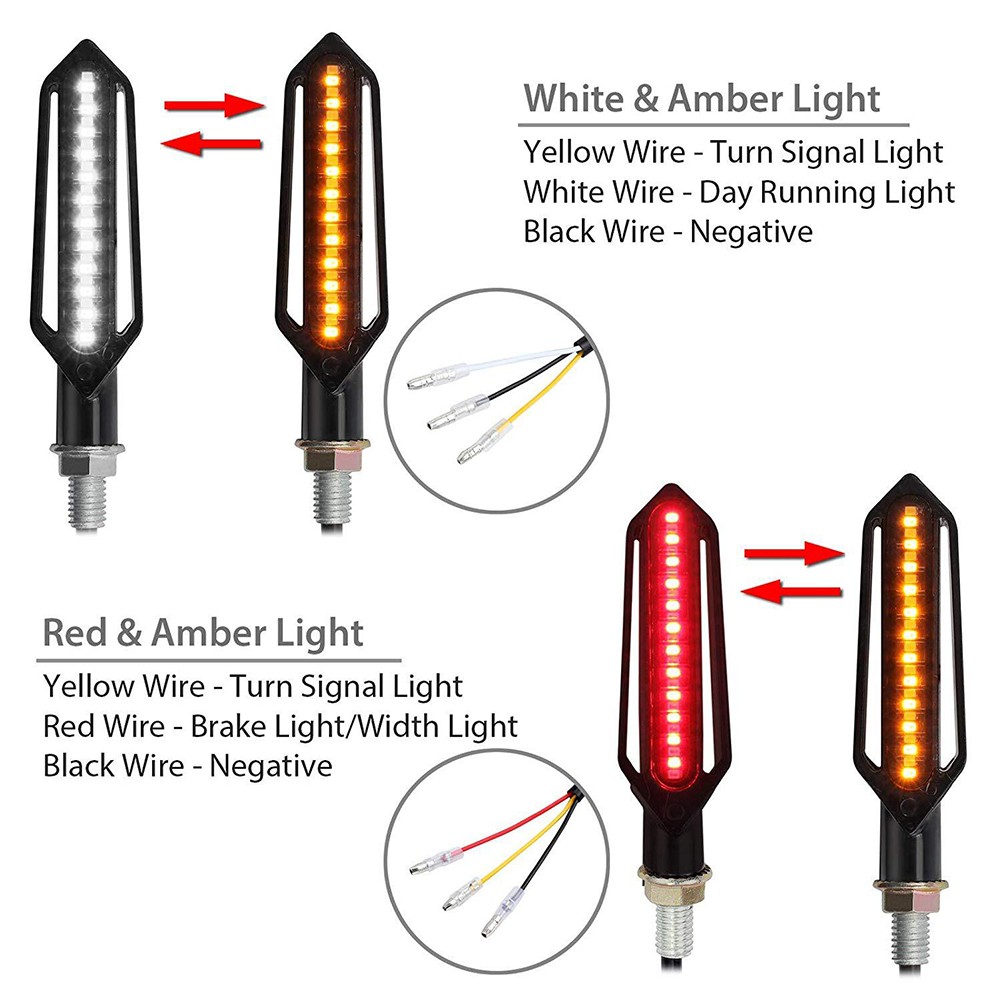 White & Amber Light
Yellow Wire - Turn Signal Light
White Wire - Day Running Light
Black Wire - Negative
Red & Amber Light
Yellow Wire - Turn Signal Light
Red Wire - Brake Light/Width Light
Black Wire - Negative